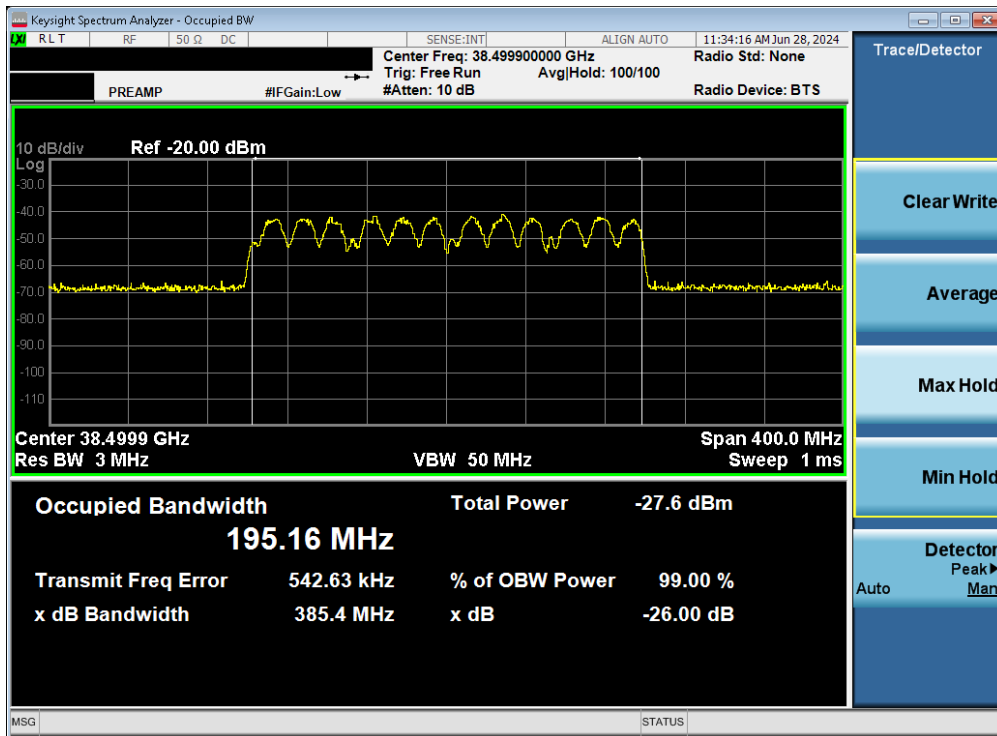 Keysight Spectrum Analyzer - Occupied BW
LXI RLT RF 50 Ω DC SENSE:INT ALIGN AUTO 11:34:16 AM Jun 28, 2024
Center Freq: 38.499900000 GHz Radio Std: None
Trig: Free Run Avg|Hold: 100/100
PREAMP #IFGain:Low #Atten: 10 dB Radio Device: BTS
10 dB/div Ref -20.00 dBm
Log
-30.0
-40.0
-50.0
-60.0
-70.0
-80.0
-90.0
-100
-110
Center 38.4999 GHz Span 400.0 MHz
Res BW 3 MHz VBW 50 MHz Sweep 1 ms
Occupied Bandwidth Total Power -27.6 dBm
195.16 MHz
Transmit Freq Error 542.63 kHz % of OBW Power 99.00 %
x dB Bandwidth 385.4 MHz x dB -26.00 dB
MSG STATUS
Trace/Detector
Clear Write
Average
Max Hold
Min Hold
Detector
Peak▶
Auto Man